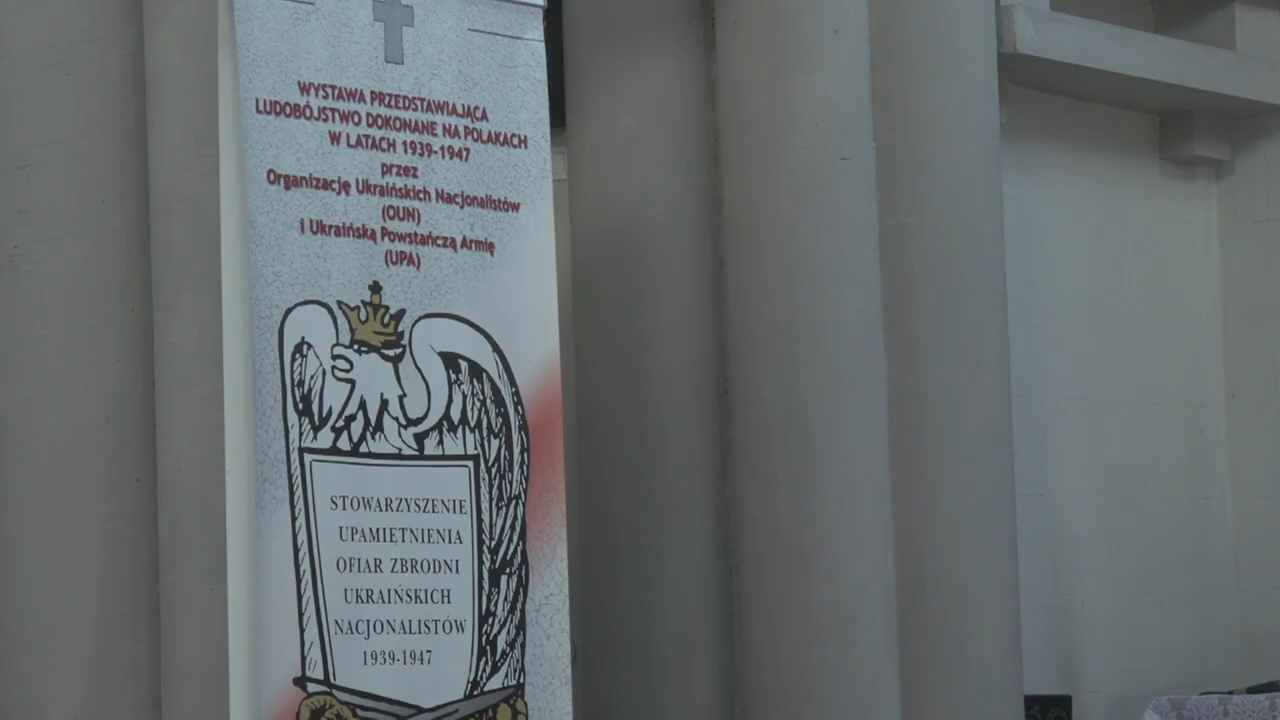 WYSTAWA PRZEDSTAWIAJĄCA
LUDOBÓJSTWO DOKONANE NA POLAKACH
W LATACH 1939-1947
przez
Organizację Ukraińskich Nacjonalistów
(OUN)
i Ukraińską Powstańczą Armię
(UPA)
STOWARZYSZENIE
UPAMIĘTNIENIA
OFIAR ZBRODNI
UKRAIŃSKICH
NACJONALISTÓW
1939-1947